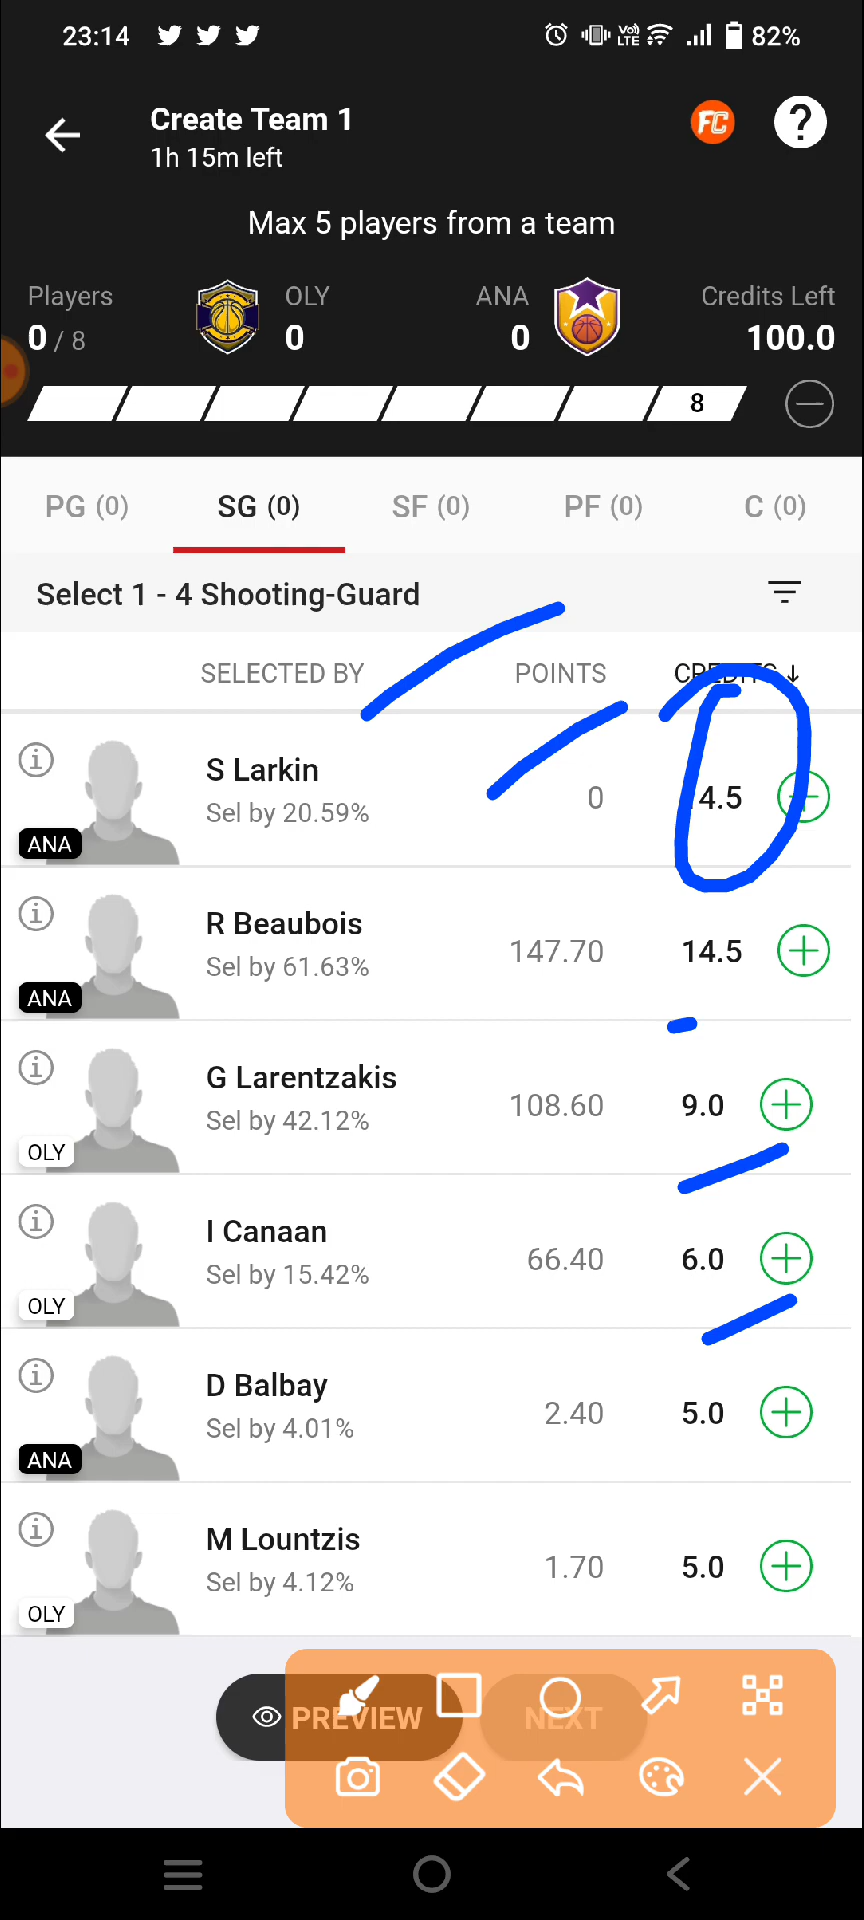 23:14 VoLTE 82%
Create Team 1
1h 15m left
FC ?
Max 5 players from a team
Players OLY ANA Credits Left
0 / 8 0 0 100.0
8
PG (0) SG (0) SF (0) PF (0) C (0)
Select 1 - 4 Shooting-Guard
SELECTED BY POINTS CREDITS ↓
S Larkin
Sel by 20.59% 0 4.5
ANA
R Beaubois
Sel by 61.63% 147.70 14.5
ANA
G Larentzakis
Sel by 42.12% 108.60 9.0
OLY
I Canaan
Sel by 15.42% 66.40 6.0
OLY
D Balbay
Sel by 4.01% 2.40 5.0
ANA
M Lountzis
Sel by 4.12% 1.70 5.0
OLY
PREVIEW NEXT